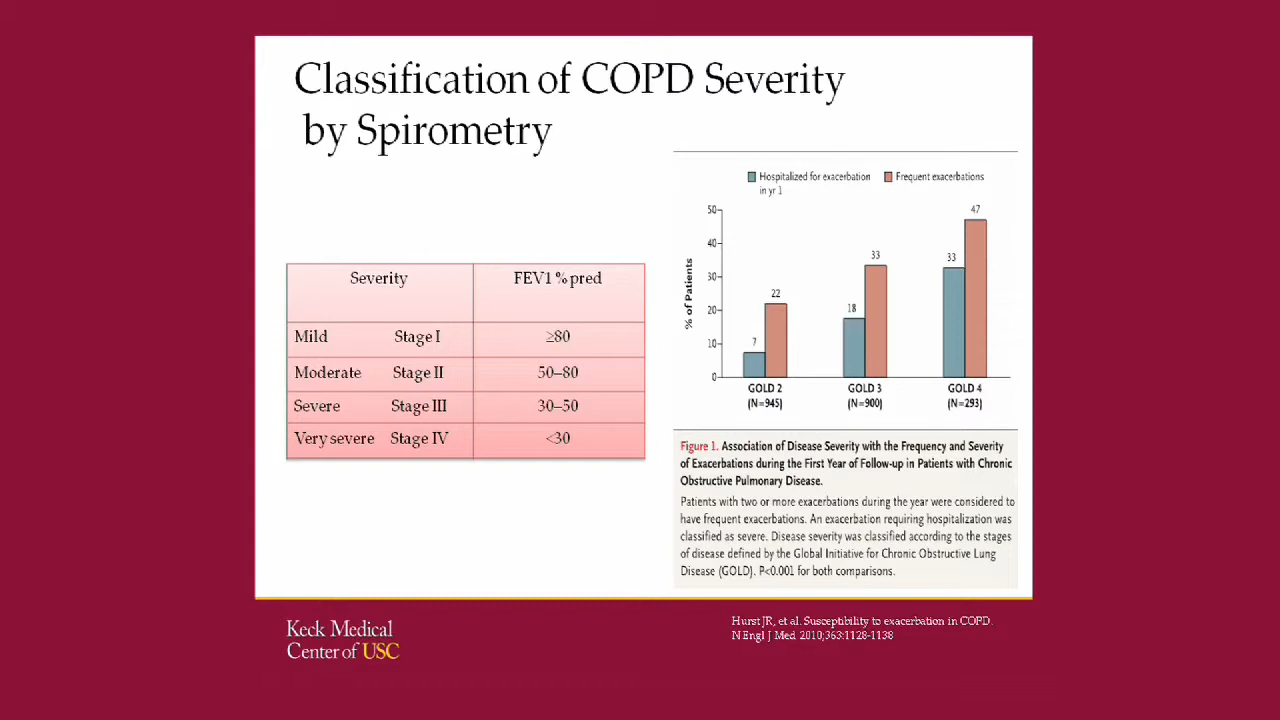 Classification of COPD Severity
by Spirometry
Severity FEV1 % pred
Mild Stage I ≥80
Moderate Stage II 50–80
Severe Stage III 30–50
Very severe Stage IV <30
Hospitalized for exacerbation Frequent exacerbations
in yr 1
50
40
30
20
10
0
% of Patients
7 22
18 33
33 47
GOLD 2 GOLD 3 GOLD 4
(N=945) (N=900) (N=293)
Figure 1. Association of Disease Severity with the Frequency and Severity
of Exacerbations during the First Year of Follow-up in Patients with Chronic
Obstructive Pulmonary Disease.
Patients with two or more exacerbations during the year were considered to
have frequent exacerbations. An exacerbation requiring hospitalization was
classified as severe. Disease severity was classified according to the stages
of disease defined by the Global Initiative for Chronic Obstructive Lung
Disease (GOLD). P<0.001 for both comparisons.
Keck Medical
Center of USC
Hurst JR, et al. Susceptibility to exacerbation in COPD.
N Engl J Med 2010;363:1128-1138